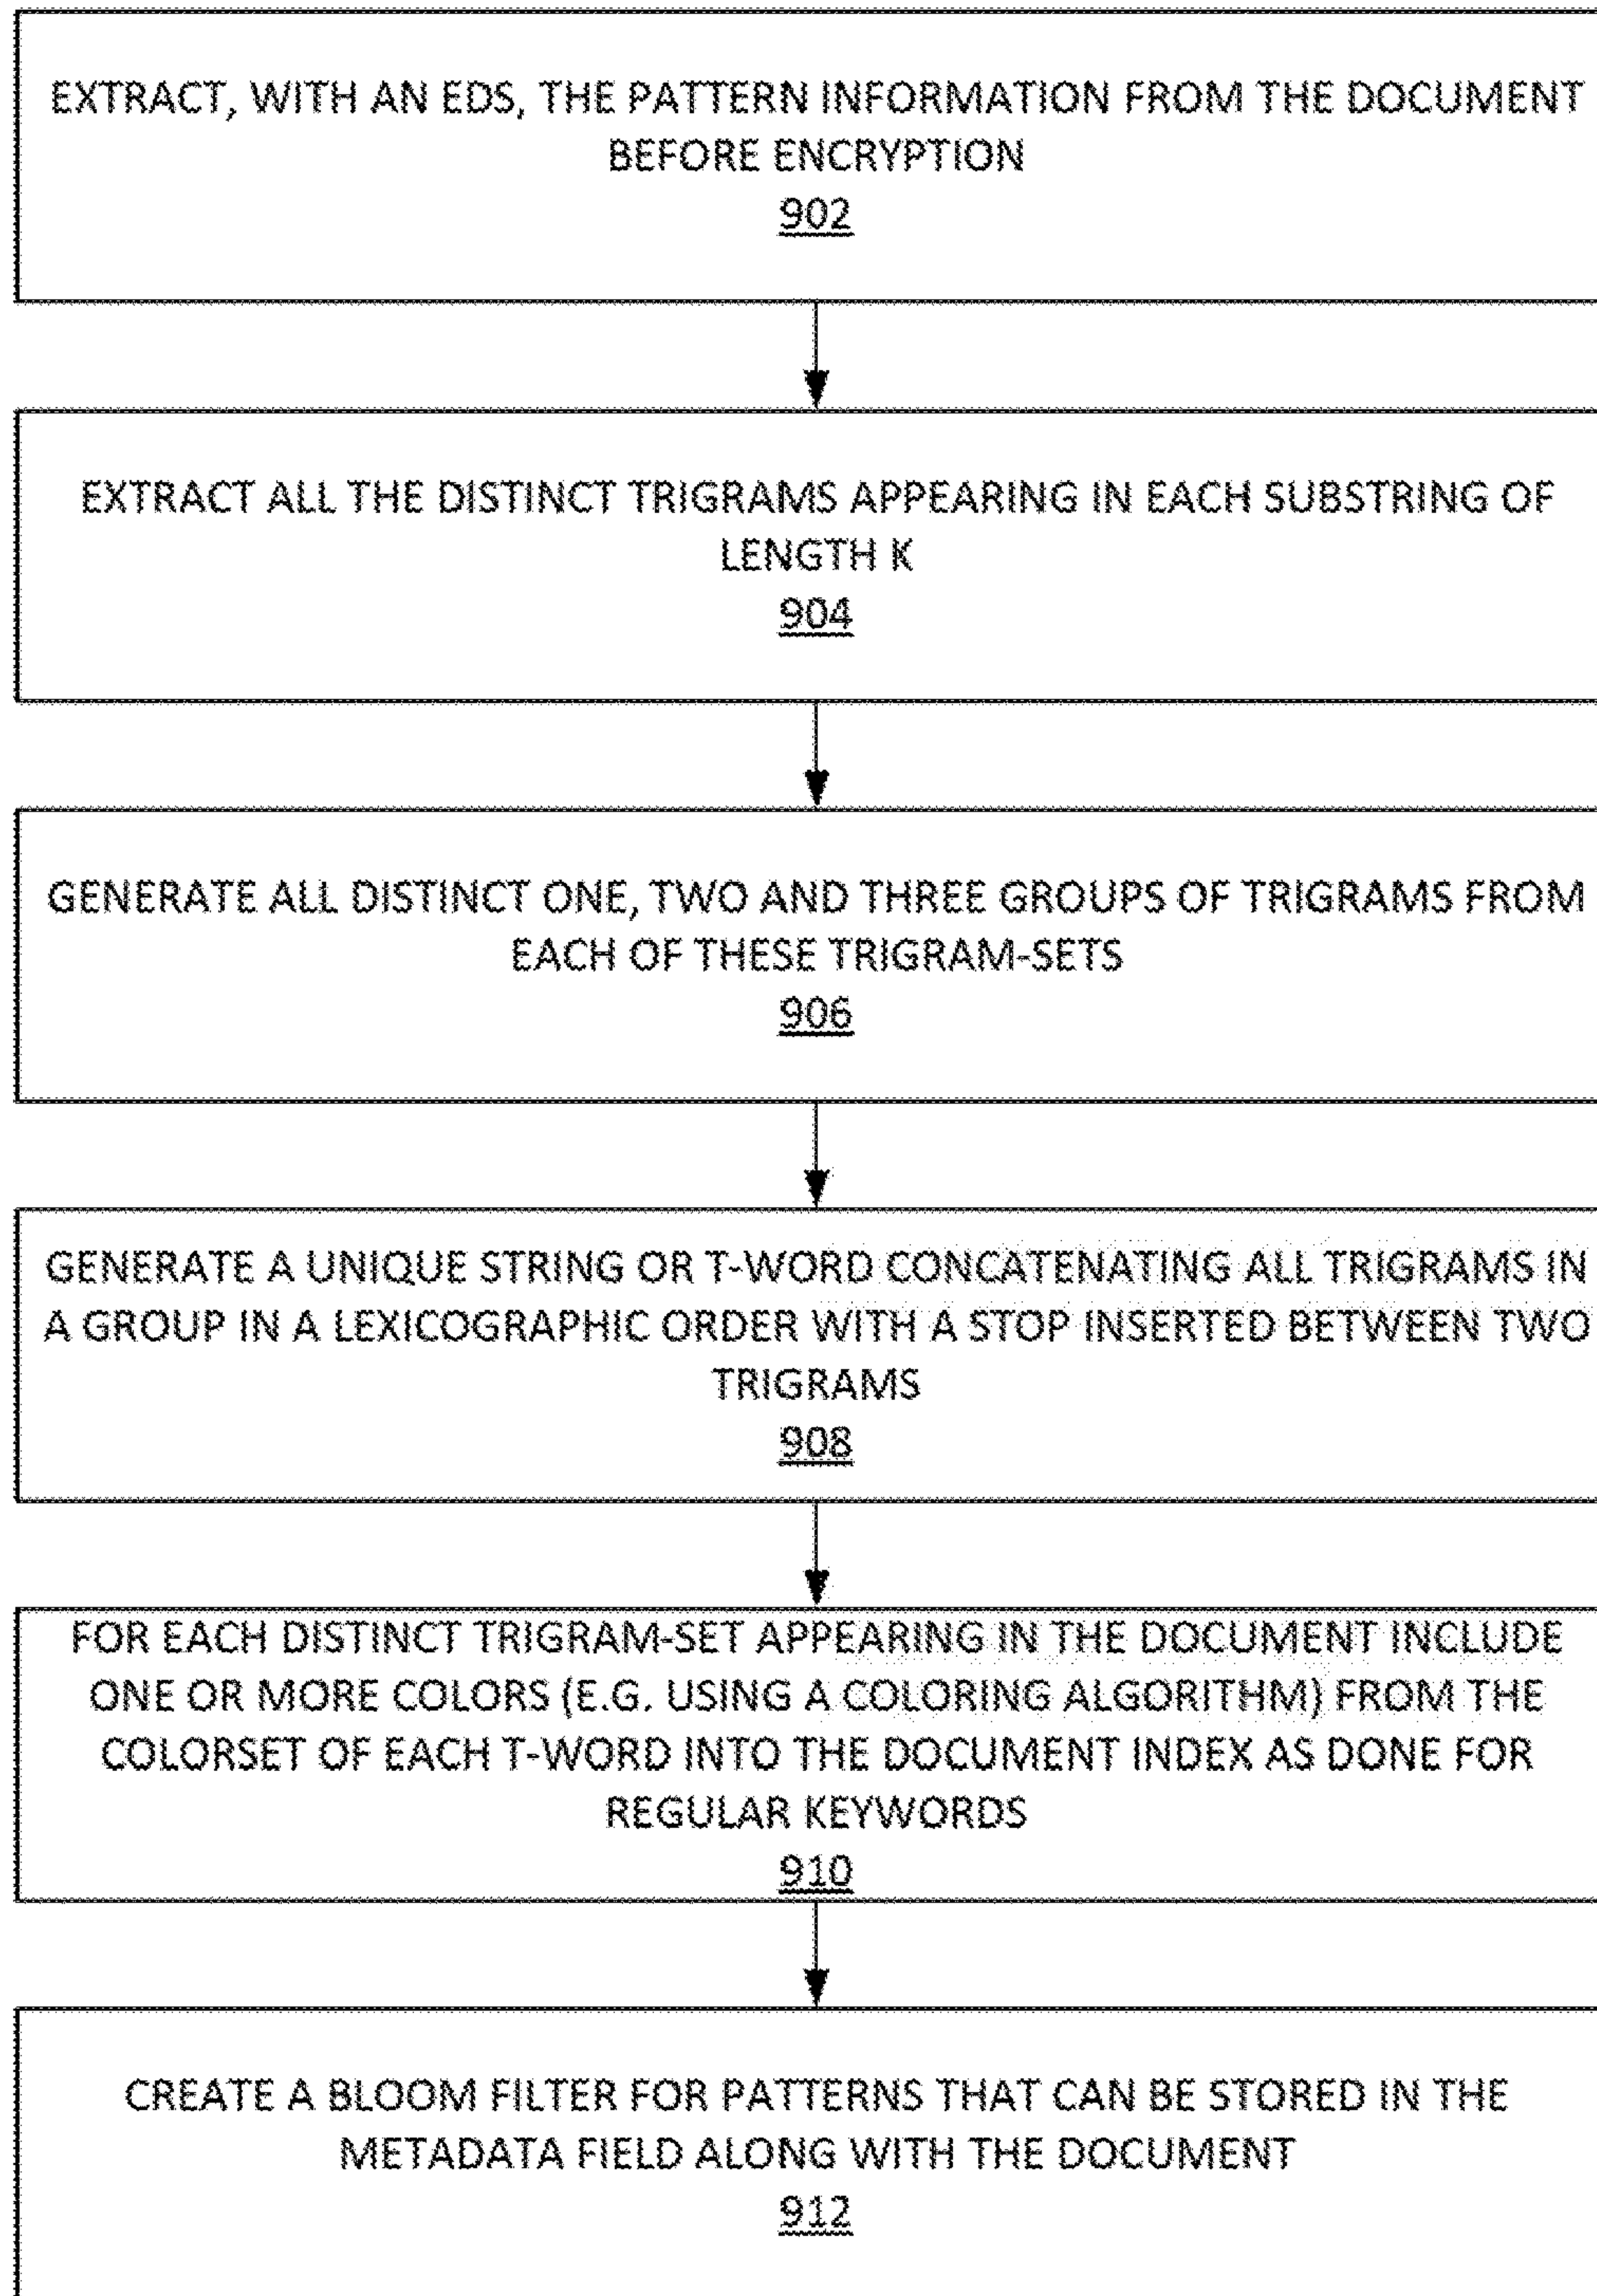 EXTRACT, WITH AN EDS, THE PATTERN INFORMATION FROM THE DOCUMENT
BEFORE ENCRYPTION
902
EXTRACT ALL THE DISTINCT TRIGRAMS APPEARING IN EACH SUBSTRING OF
LENGTH K
904
GENERATE ALL DISTINCT ONE, TWO AND THREE GROUPS OF TRIGRAMS FROM
EACH OF THESE TRIGRAM-SETS
906
GENERATE A UNIQUE STRING OR T-WORD CONCATENATING ALL TRIGRAMS IN
A GROUP IN A LEXICOGRAPHIC ORDER WITH A STOP INSERTED BETWEEN TWO
TRIGRAMS
908
FOR EACH DISTINCT TRIGRAM-SET APPEARING IN THE DOCUMENT INCLUDE
ONE OR MORE COLORS (E.G. USING A COLORING ALGORITHM) FROM THE
COLORSET OF EACH T-WORD INTO THE DOCUMENT INDEX AS DONE FOR
REGULAR KEYWORDS
910
CREATE A BLOOM FILTER FOR PATTERNS THAT CAN BE STORED IN THE
METADATA FIELD ALONG WITH THE DOCUMENT
912